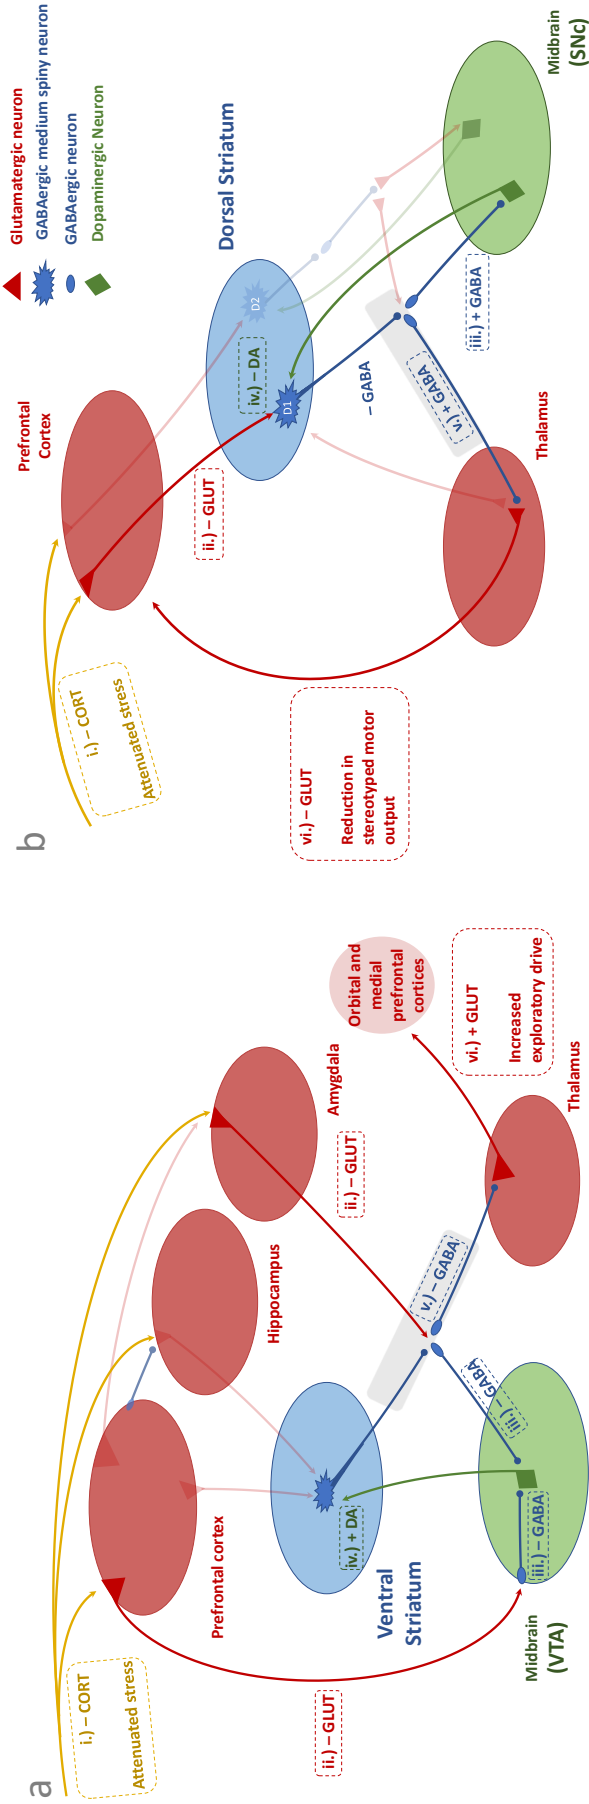 a
i.) – CORT
Attenuated stress
ii.) – GLUT
Prefrontal cortex
Hippocampus
Amygdala
ii.) – GLUT
Ventral
Striatum
iv.) + DA
Midbrain
(VTA)
iii.) – GABA
iii.) – GABA
v.) – GABA
Thalamus
Orbital and
medial
prefrontal
cortices
vi.) + GLUT
Increased
exploratory drive
b
i.) – CORT
Attenuated stress
Prefrontal
Cortex
Glutamatergic neuron
GABAergic medium spiny neuron
GABAergic neuron
Dopaminergic Neuron
ii.) – GLUT
Dorsal Striatum
D1
D2
iv.) – DA
– GABA
v.) + GABA
iii.) + GABA
Midbrain
(SNc)
Thalamus
vi.) – GLUT
Reduction in
stereotyped motor
output